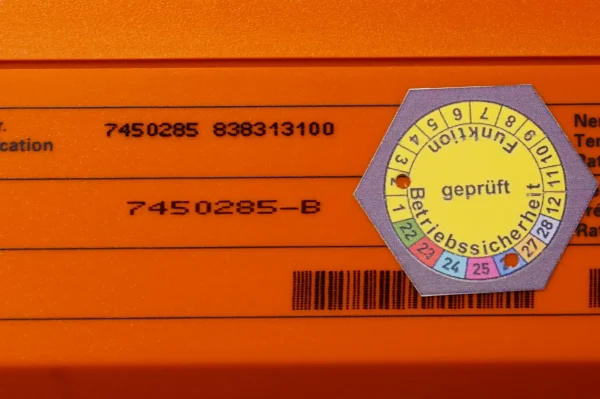 r.
cation
7450285 838313100
7450285-B
1 2 3 4 5 6 7 8 9 10 11 12
Funktion
geprüft
Betriebssicherheit
22 23 24 25 27 28
Ra